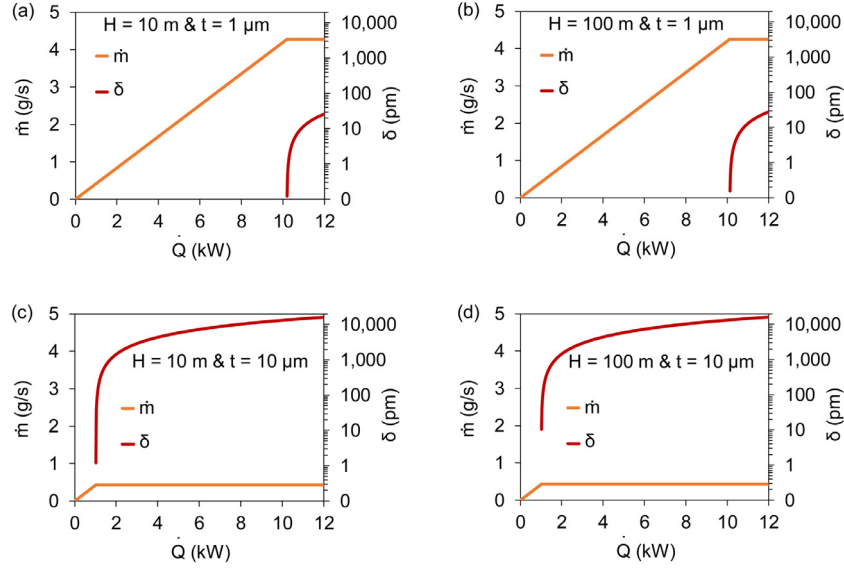 (a)
H = 10 m & t = 1 µm
ṁ
δ
ṁ (g/s)
5
4
3
2
1
0
δ (pm)
10,000
1,000
100
10
1
0
0 2 4 6 8 10 12
Q̇ (kW)
(b)
H = 100 m & t = 1 µm
ṁ
δ
ṁ (g/s)
5
4
3
2
1
0
δ (pm)
10,000
1,000
100
10
1
0
0 2 4 6 8 10 12
Q̇ (kW)
(c)
H = 10 m & t = 10 µm
ṁ
δ
ṁ (g/s)
5
4
3
2
1
0
δ (pm)
10,000
1,000
100
10
1
0
0 2 4 6 8 10 12
Q̇ (kW)
(d)
H = 100 m & t = 10 µm
ṁ
δ
ṁ (g/s)
5
4
3
2
1
0
δ (pm)
10,000
1,000
100
10
1
0
0 2 4 6 8 10 12
Q̇ (kW)